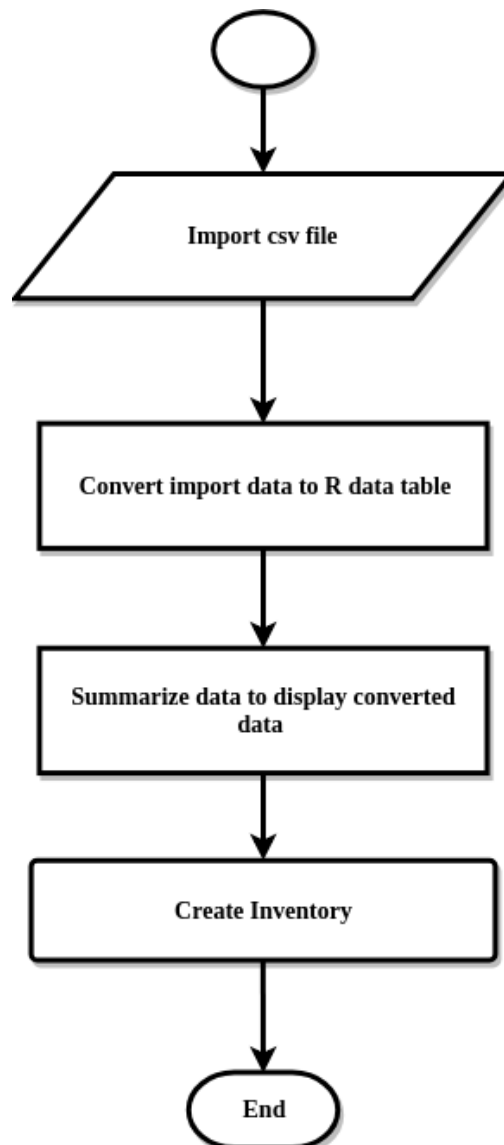 Import csv file
Convert import data to R data table
Summarize data to display converted
data
Create Inventory
End